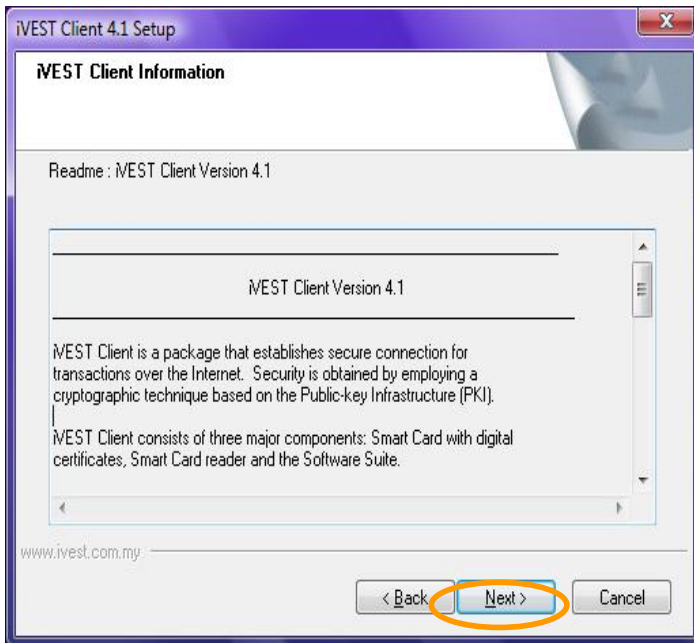 iVEST Client 4.1 Setup
X
iVEST Client Information
Readme : iVEST Client Version 4.1
iVEST Client Version 4.1
iVEST Client is a package that establishes secure connection for
transactions over the Internet.  Security is obtained by employing a
cryptographic technique based on the Public-key Infrastructure (PKI).
iVEST Client consists of three major components: Smart Card with digital
certificates, Smart Card reader and the Software Suite.
www.ivest.com.my
< Back
Next >
Cancel